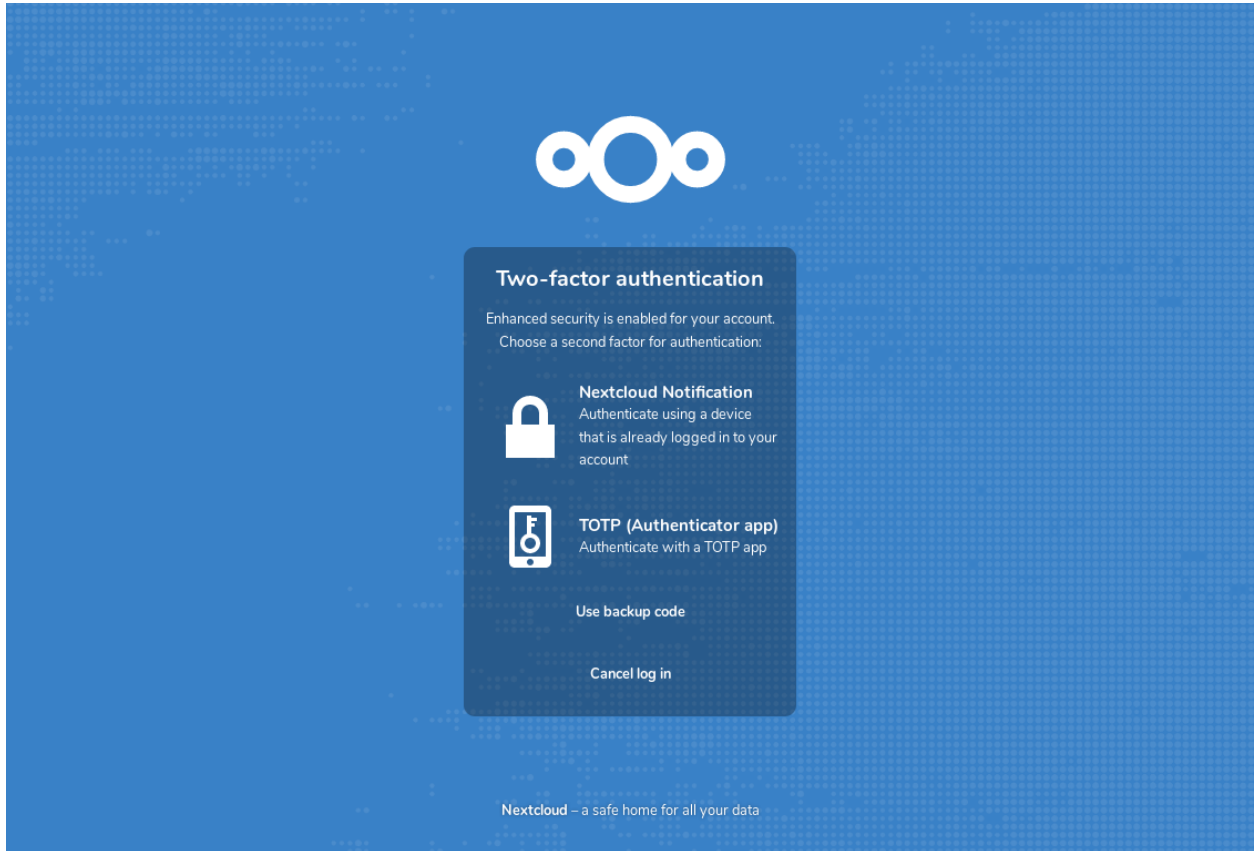 Two-factor authentication
Enhanced security is enabled for your account.
Choose a second factor for authentication:
Nextcloud Notification
Authenticate using a device
that is already logged in to your
account
TOTP (Authenticator app)
Authenticate with a TOTP app
Use backup code
Cancel log in
Nextcloud – a safe home for all your data